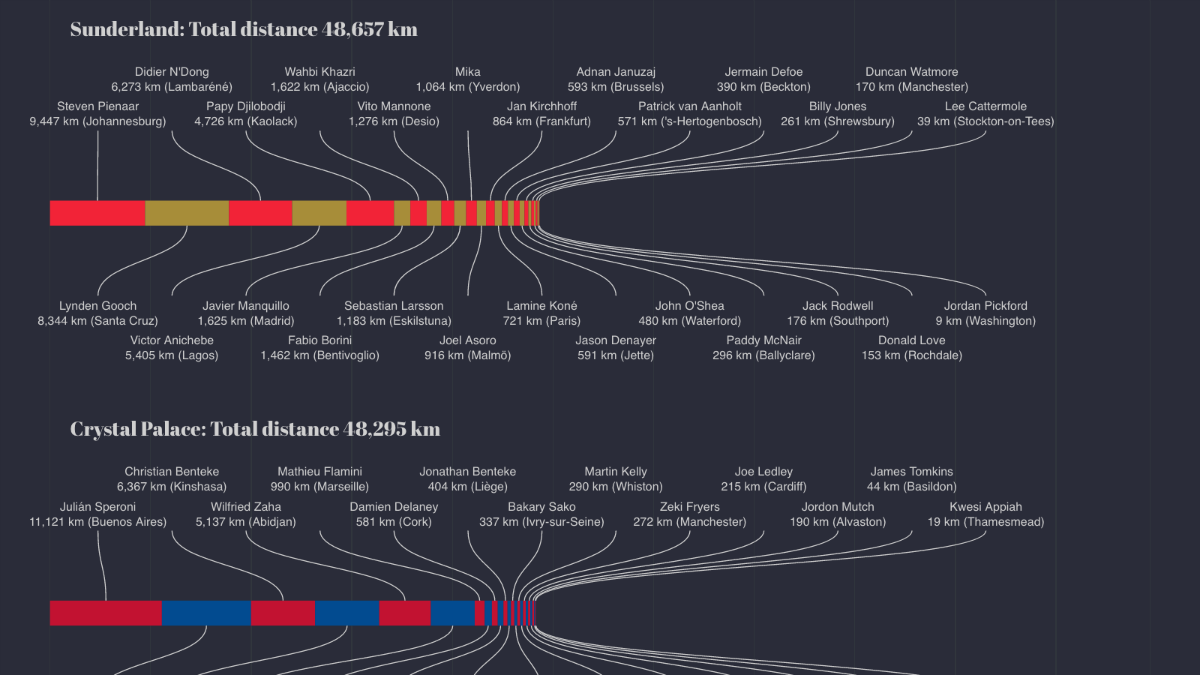 Sunderland: Total distance 48,657 km
Didier N'Dong
6,273 km (Lambaréné)
Wahbi Khazri
1,622 km (Ajaccio)
Mika
1,064 km (Yverdon)
Adnan Januzaj
593 km (Brussels)
Jermain Defoe
390 km (Beckton)
Duncan Watmore
170 km (Manchester)
Steven Pienaar
9,447 km (Johannesburg)
Papy Djilobodji
4,726 km (Kaolack)
Vito Mannone
1,276 km (Desio)
Jan Kirchhoff
864 km (Frankfurt)
Patrick van Aanholt
571 km ('s-Hertogenbosch)
Billy Jones
261 km (Shrewsbury)
Lee Cattermole
39 km (Stockton-on-Tees)
Lynden Gooch
8,344 km (Santa Cruz)
Javier Manquillo
1,625 km (Madrid)
Sebastian Larsson
1,183 km (Eskilstuna)
Lamine Koné
721 km (Paris)
John O'Shea
480 km (Waterford)
Jack Rodwell
176 km (Southport)
Jordan Pickford
9 km (Washington)
Victor Anichebe
5,405 km (Lagos)
Fabio Borini
1,462 km (Bentivoglio)
Joel Asoro
916 km (Malmö)
Jason Denayer
591 km (Jette)
Paddy McNair
296 km (Ballyclare)
Donald Love
153 km (Rochdale)
Crystal Palace: Total distance 48,295 km
Christian Benteke
6,367 km (Kinshasa)
Mathieu Flamini
990 km (Marseille)
Jonathan Benteke
404 km (Liège)
Martin Kelly
290 km (Whiston)
Joe Ledley
215 km (Cardiff)
James Tomkins
44 km (Basildon)
Julián Speroni
11,121 km (Buenos Aires)
Wilfried Zaha
5,137 km (Abidjan)
Damien Delaney
581 km (Cork)
Bakary Sako
337 km (Ivry-sur-Seine)
Zeki Fryers
272 km (Manchester)
Jordon Mutch
190 km (Alvaston)
Kwesi Appiah
19 km (Thamesmead)